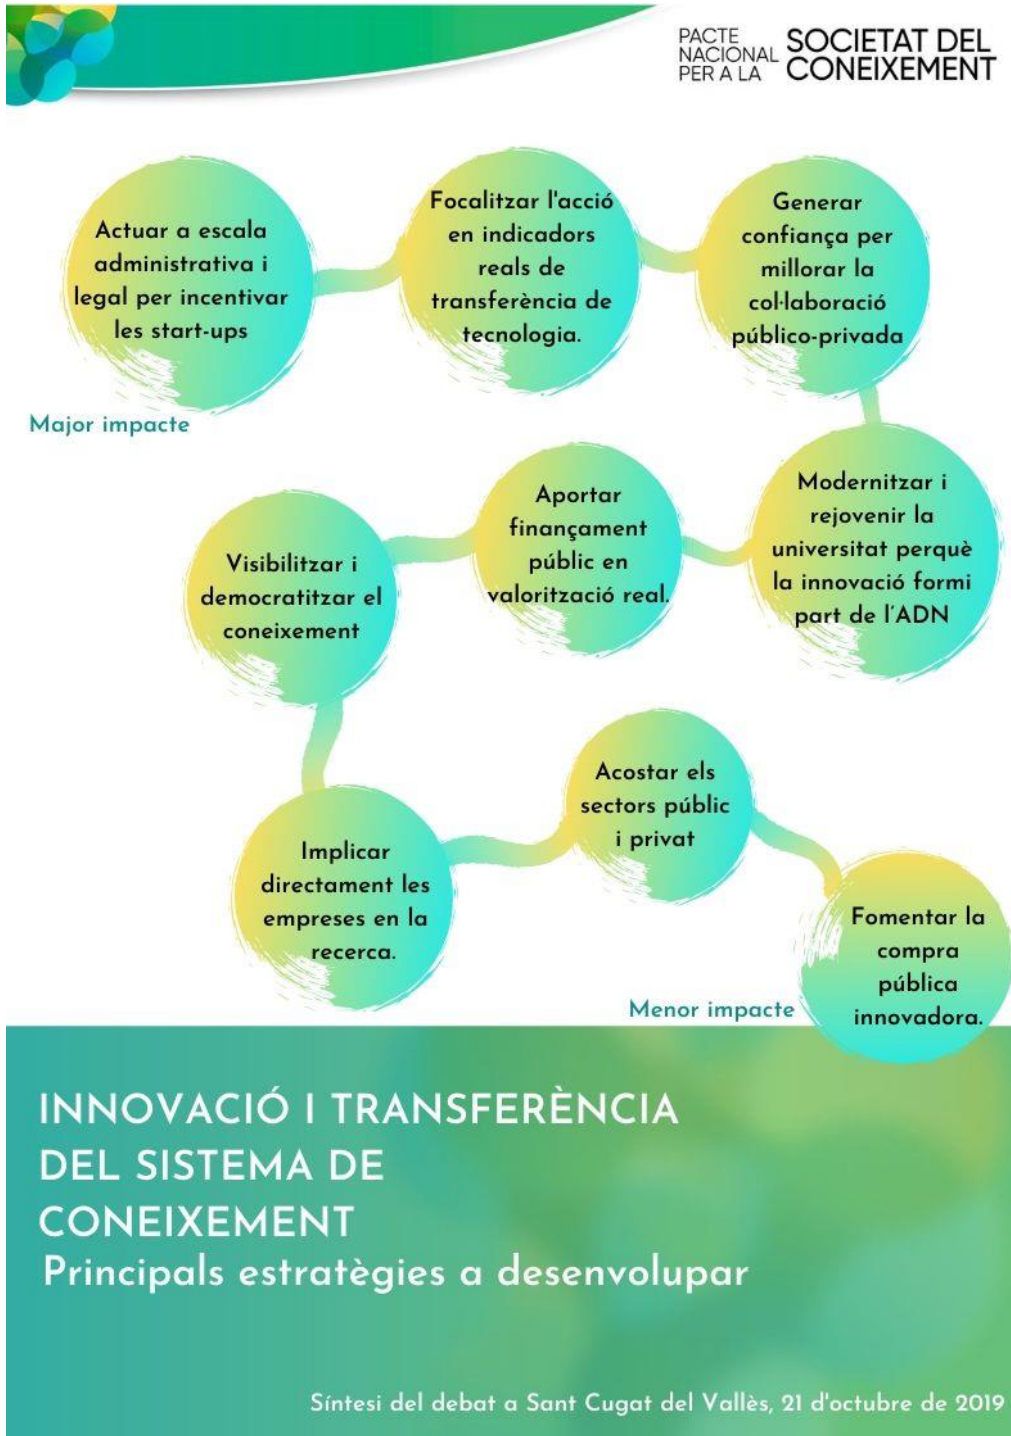 PACTE
NACIONAL
PER A LA
SOCIETAT DEL
CONEIXEMENT
Actuar a escala
administrativa i
legal per incentivar
les start-ups
Focalitzar l'acció
en indicadors
reals de
transferència de
tecnologia.
Generar
confiança per
millorar la
col·laboració
público-privada
Major impacte
Modernitzar i
rejovenir la
universitat perquè
la innovació formi
part de l'ADN
Aportar
finançament
públic en
valorització real.
Visibilitzar i
democratitzar el
coneixement
Implicar
directament les
empreses en la
recerca.
Acostar els
sectors públic
i privat
Fomentar la
compra
pública
innovadora.
Menor impacte
INNOVACIÓ I TRANSFERÈNCIA
DEL SISTEMA DE
CONEIXEMENT
Principals estratègies a desenvolupar
Síntesi del debat a Sant Cugat del Vallès, 21 d'octubre de 2019